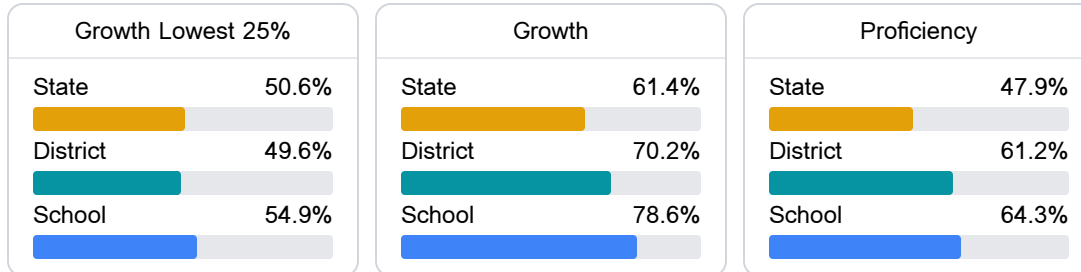 Growth Lowest 25%
State 50.6%
District 49.6%
School 54.9%
Growth
State 61.4%
District 70.2%
School 78.6%
Proficiency
State 47.9%
District 61.2%
School 64.3%